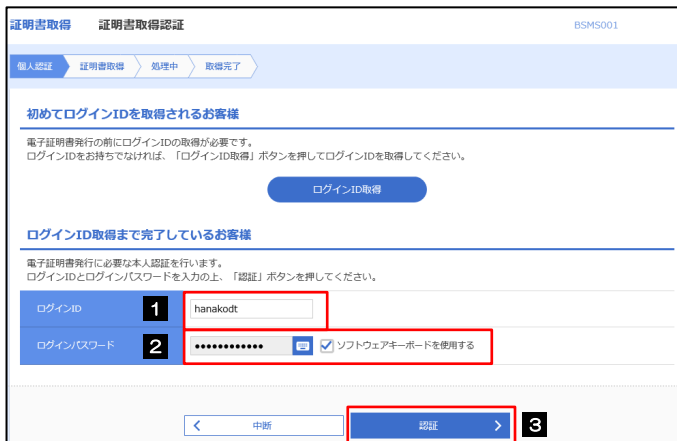 証明書取得 証明書取得認証 BSMS001
個人認証 証明書取得 処理中 取得完了
初めてログインIDを取得されるお客様
電子証明書発行の前にログインIDの取得が必要です。
ログインIDをお持ちでなければ、「ログインID取得」ボタンを押してログインIDを取得してください。
ログインID取得
ログインID取得まで完了しているお客様
電子証明書発行に必要な本人認証を行います。
ログインIDとログインパスワードを入力の上、「認証」ボタンを押してください。
ログインID 1 hanakodt
ログインパスワード 2 ●●●●●●●●●●●● ソフトウェアキーボードを使用する
中断 認証 3